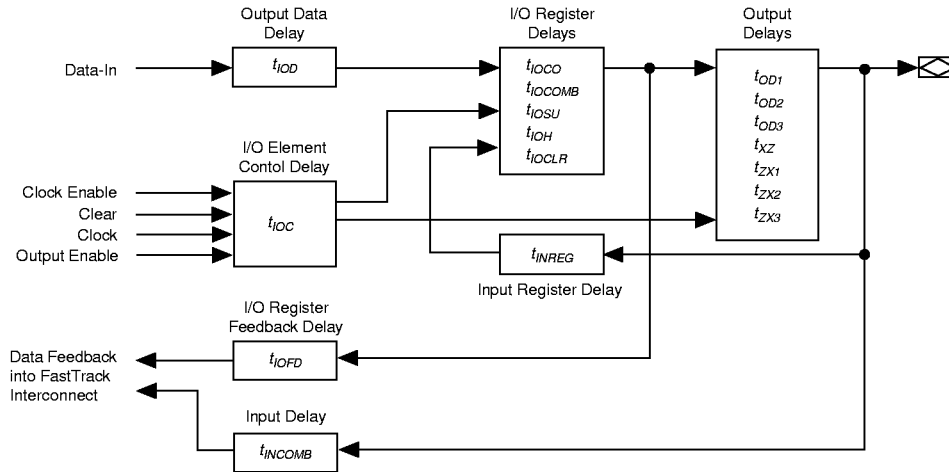 Output Data
Delay
I/O Register
Delays
Output
Delays
Data-In
tIOD
tIOCO
tIOCOMB
tIOSU
tIOH
tIOCLR
tOD1
tOD2
tOD3
tXZ
tZX1
tZX2
tZX3
I/O Element
Contol Delay
Clock Enable
Clear
Clock
Output Enable
tIOC
tINREG
Input Register Delay
I/O Register
Feedback Delay
Data Feedback
into FastTrack
Interconnect
tIOFD
Input Delay
tINCOMB